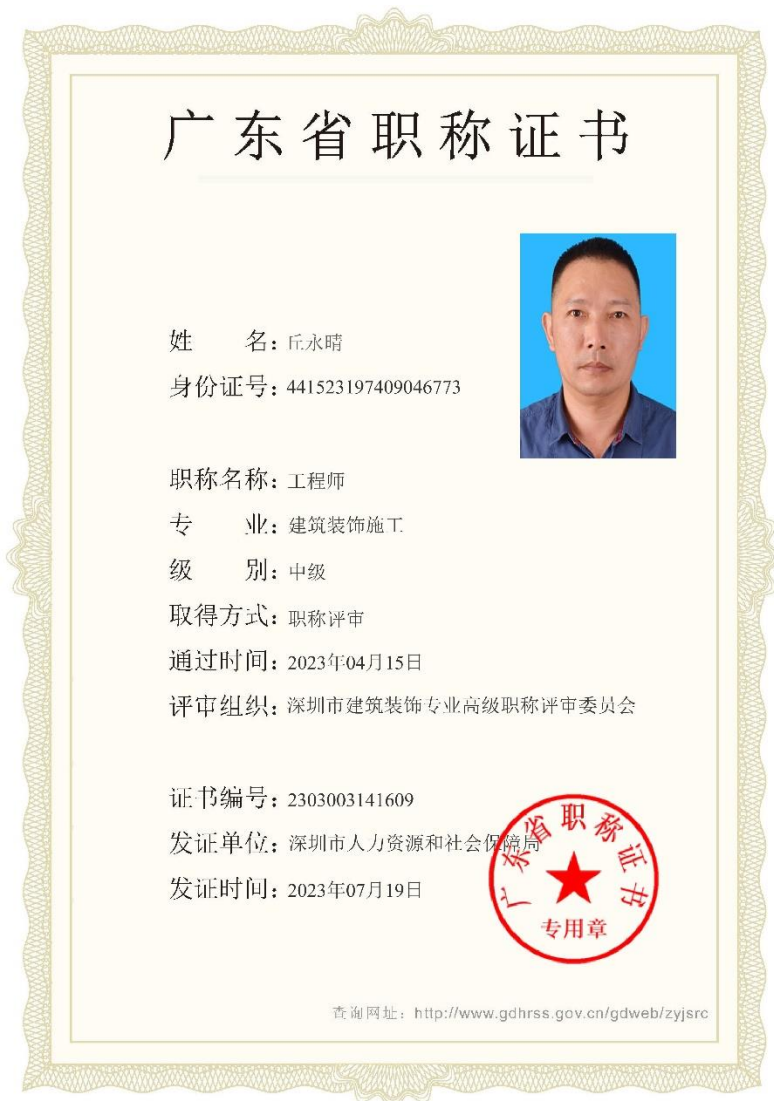 广东省职称证书
姓 名：丘永晴
身份证号：441523197409046773
职称名称：工程师
专 业：建筑装饰施工
级 别：中级
取得方式：职称评审
通过时间：2023年04月15日
评审组织：深圳市建筑装饰专业高级职称评审委员会
证书编号：2303003141609
发证单位：深圳市人力资源和社会保障局
发证时间：2023年07月19日
广东省职称证书
专用章
查询网址：http://www.gdhrss.gov.cn/gdweb/zyjsrc